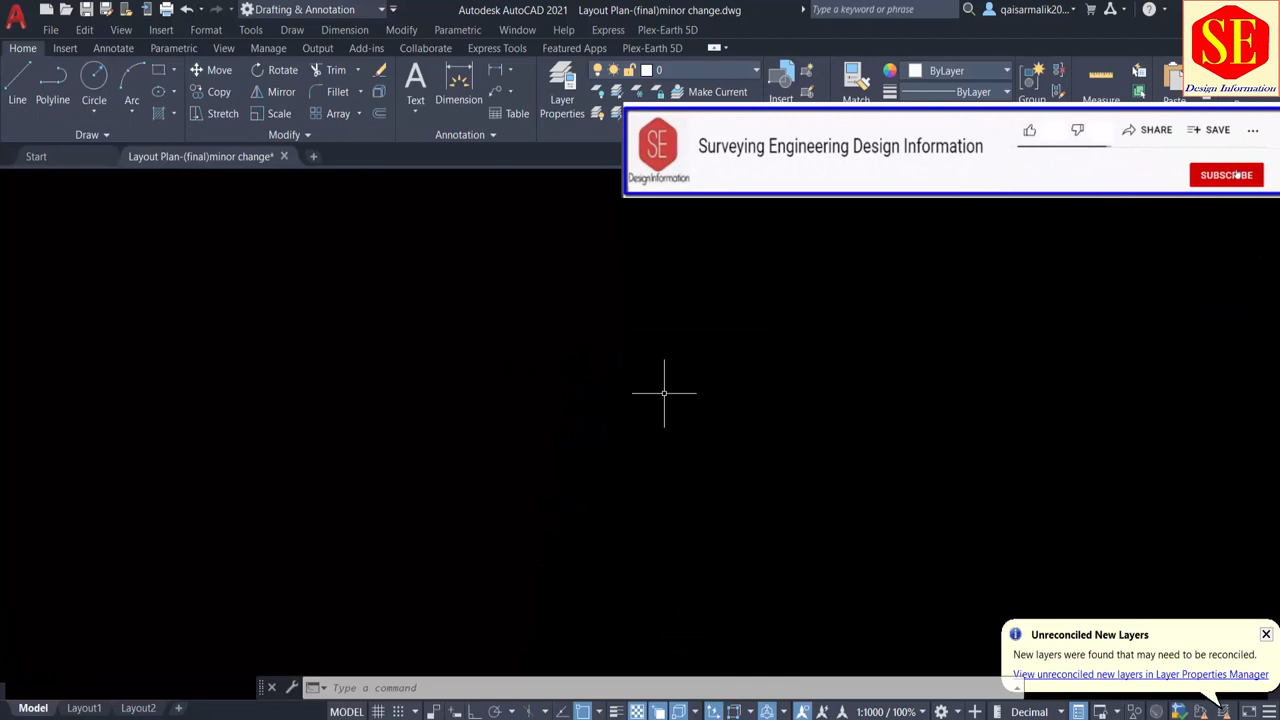 Drafting & Annotation
Autodesk AutoCAD 2021 Layout Plan-(final)minor change.dwg
Type a keyword or phrase
qaisarmalik20...
File Edit View Insert Format Tools Draw Dimension Modify Parametric Window Help Express Plex-Earth 5D
Home Insert Annotate Parametric View Manage Output Add-ins Collaborate Express Tools Featured Apps Plex-Earth 5D
SE
Design Information
Line Polyline Circle Arc
Move Rotate Trim
Copy Mirror Fillet
Stretch Scale
Text Dimension Table
Layer
Properties
0
Make Current
Insert
Match
ByLayer
ByLayer
Group
Measure
Paste
Draw Modify Annotation
Start Layout Plan-(final)minor change*
SE
Design Information
Surveying Engineering Design Information
SHARE SAVE
SUBSCRIBE
Unreconciled New Layers
New layers were found that may need to be reconciled.
View unreconciled new layers in Layer Properties Manager
Type a command
Model Layout1 Layout2
MODEL 1:1000 / 100% Decimal